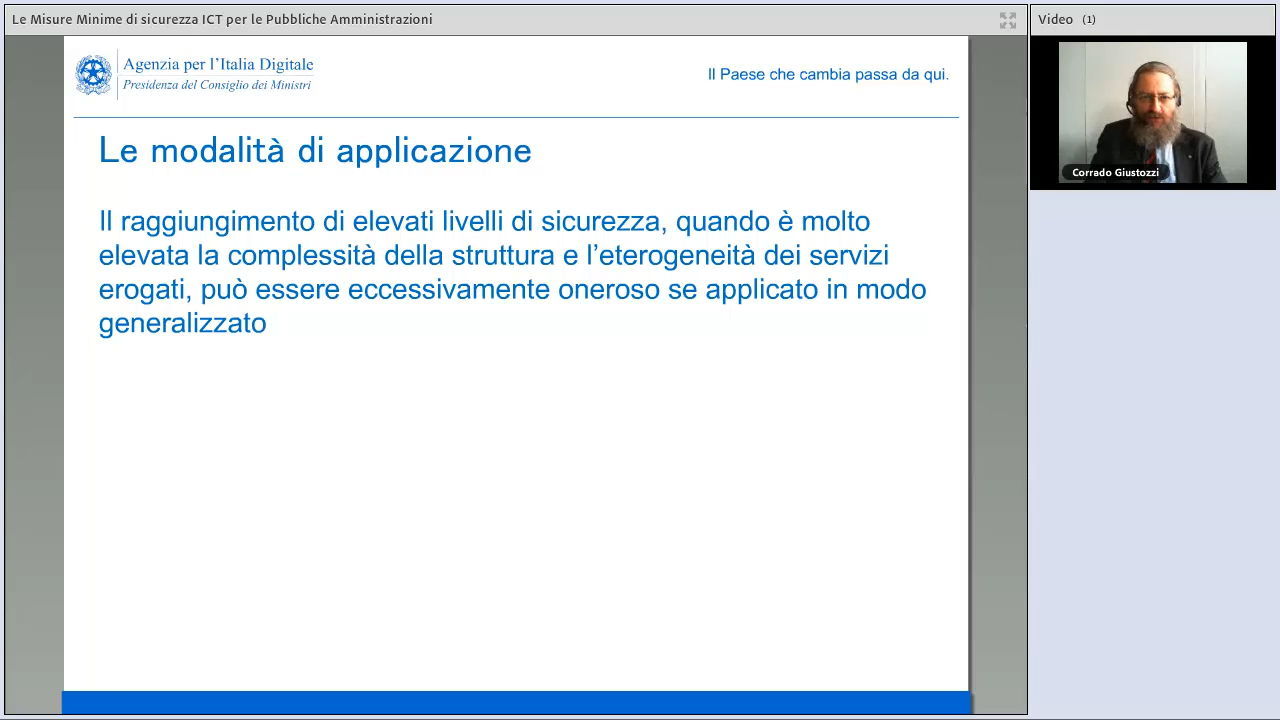 Le Misure Minime di sicurezza ICT per le Pubbliche Amministrazioni
Video (1)
Agenzia per l'Italia Digitale
Presidenza del Consiglio dei Ministri
Il Paese che cambia passa da qui.
Corrado Giustozzi
Le modalità di applicazione
Il raggiungimento di elevati livelli di sicurezza, quando è molto
elevata la complessità della struttura e l’eterogeneità dei servizi
erogati, può essere eccessivamente oneroso se applicato in modo
generalizzato